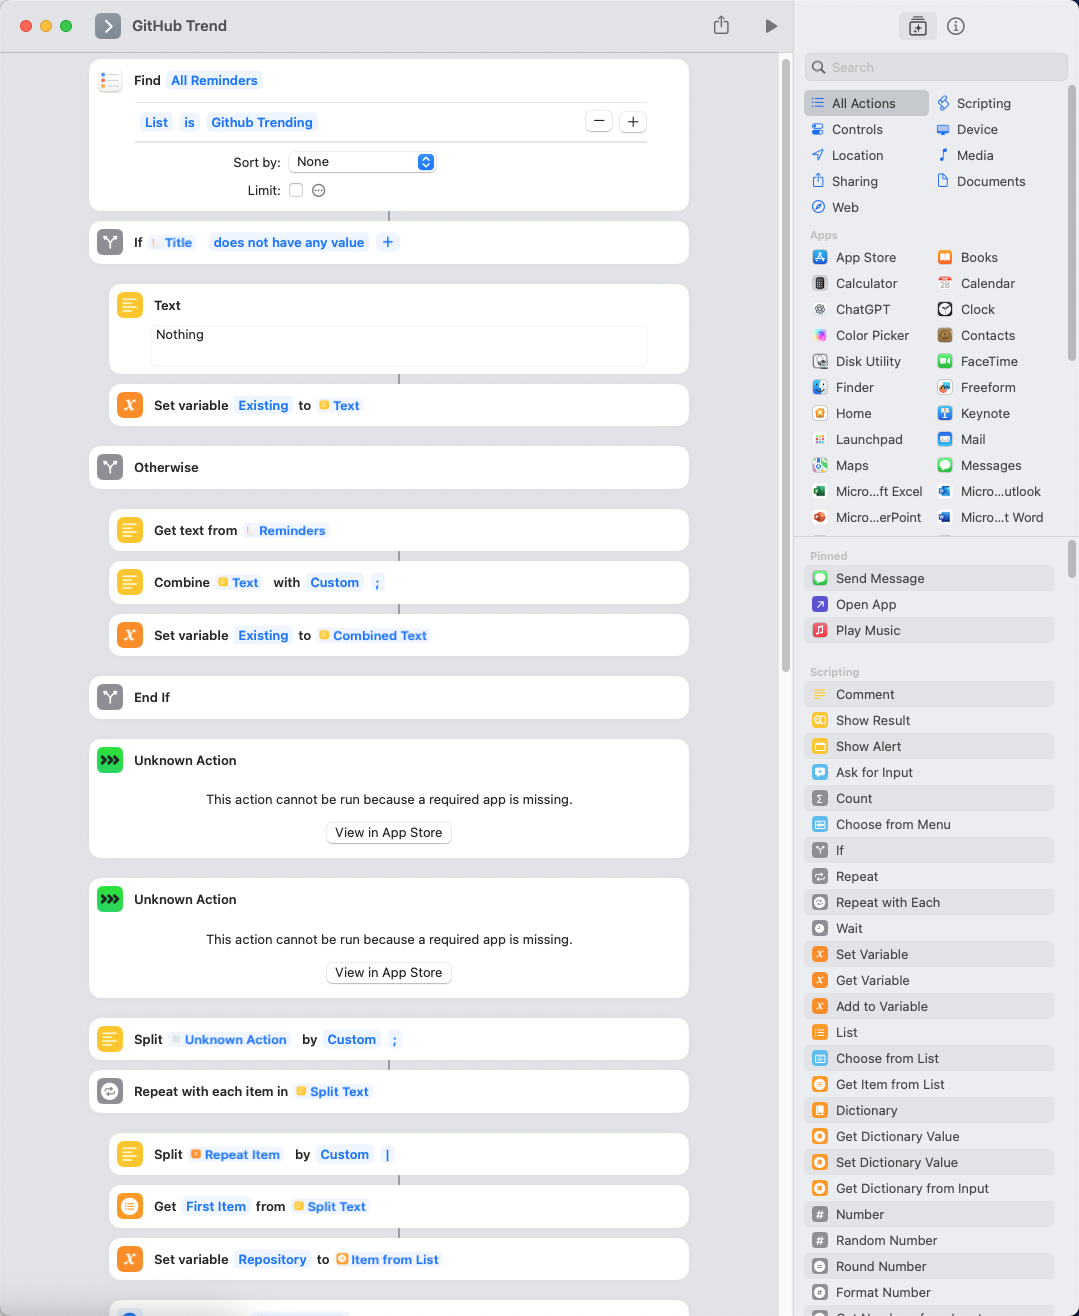 GitHub Trend
Find All Reminders
List is Github Trending
Sort by: None
Limit:
If Title does not have any value +
Text
Nothing
Set variable Existing to Text
Otherwise
Get text from Reminders
Combine Text with Custom ;
Set variable Existing to Combined Text
End If
Unknown Action
This action cannot be run because a required app is missing.
View in App Store
Unknown Action
This action cannot be run because a required app is missing.
View in App Store
Split Unknown Action by Custom ;
Repeat with each item in Split Text
Split Repeat Item by Custom |
Get First Item from Split Text
Set variable Repository to Item from List
Search
All Actions
Scripting
Controls
Device
Location
Media
Sharing
Documents
Web
Apps
App Store
Books
Calculator
Calendar
ChatGPT
Clock
Color Picker
Contacts
Disk Utility
FaceTime
Finder
Freeform
Home
Keynote
Launchpad
Mail
Maps
Messages
Micro...ft Excel
Micro...utlook
Micro...erPoint
Micro...t Word
Pinned
Send Message
Open App
Play Music
Scripting
Comment
Show Result
Show Alert
Ask for Input
Count
Choose from Menu
If
Repeat
Repeat with Each
Wait
Set Variable
Get Variable
Add to Variable
List
Choose from List
Get Item from List
Dictionary
Get Dictionary Value
Set Dictionary Value
Get Dictionary from Input
Number
Random Number
Round Number
Format Number